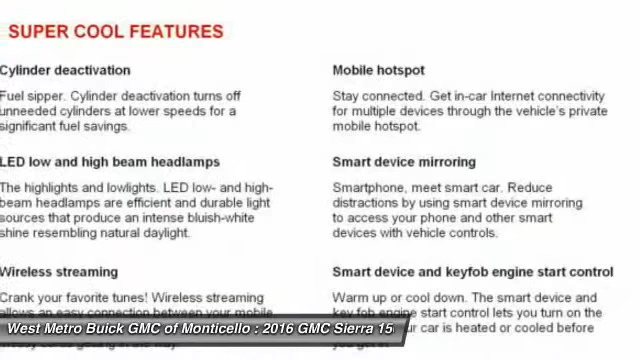 SUPER COOL FEATURES
Cylinder deactivation
Fuel sipper. Cylinder deactivation turns off
unneeded cylinders at lower speeds for a
significant fuel savings.
LED low and high beam headlamps
The highlights and lowlights. LED low- and high-
beam headlamps are efficient and durable light
sources that produce an intense bluish-white
shine resembling natural daylight.
Wireless streaming
Crank your favorite tunes! Wireless streaming
allows an easy connection between your mobile
Mobile hotspot
Stay connected. Get in-car Internet connectivity
for multiple devices through the vehicle's private
mobile hotspot.
Smart device mirroring
Smartphone, meet smart car. Reduce
distractions by using smart device mirroring
to access your phone and other smart
devices with vehicle controls.
Smart device and keyfob engine start control
Warm up or cool down. The smart device and
key fob engine start control lets you turn on the
car is heated or cooled before
West Metro Buick GMC of Monticello : 2016 GMC Sierra 15